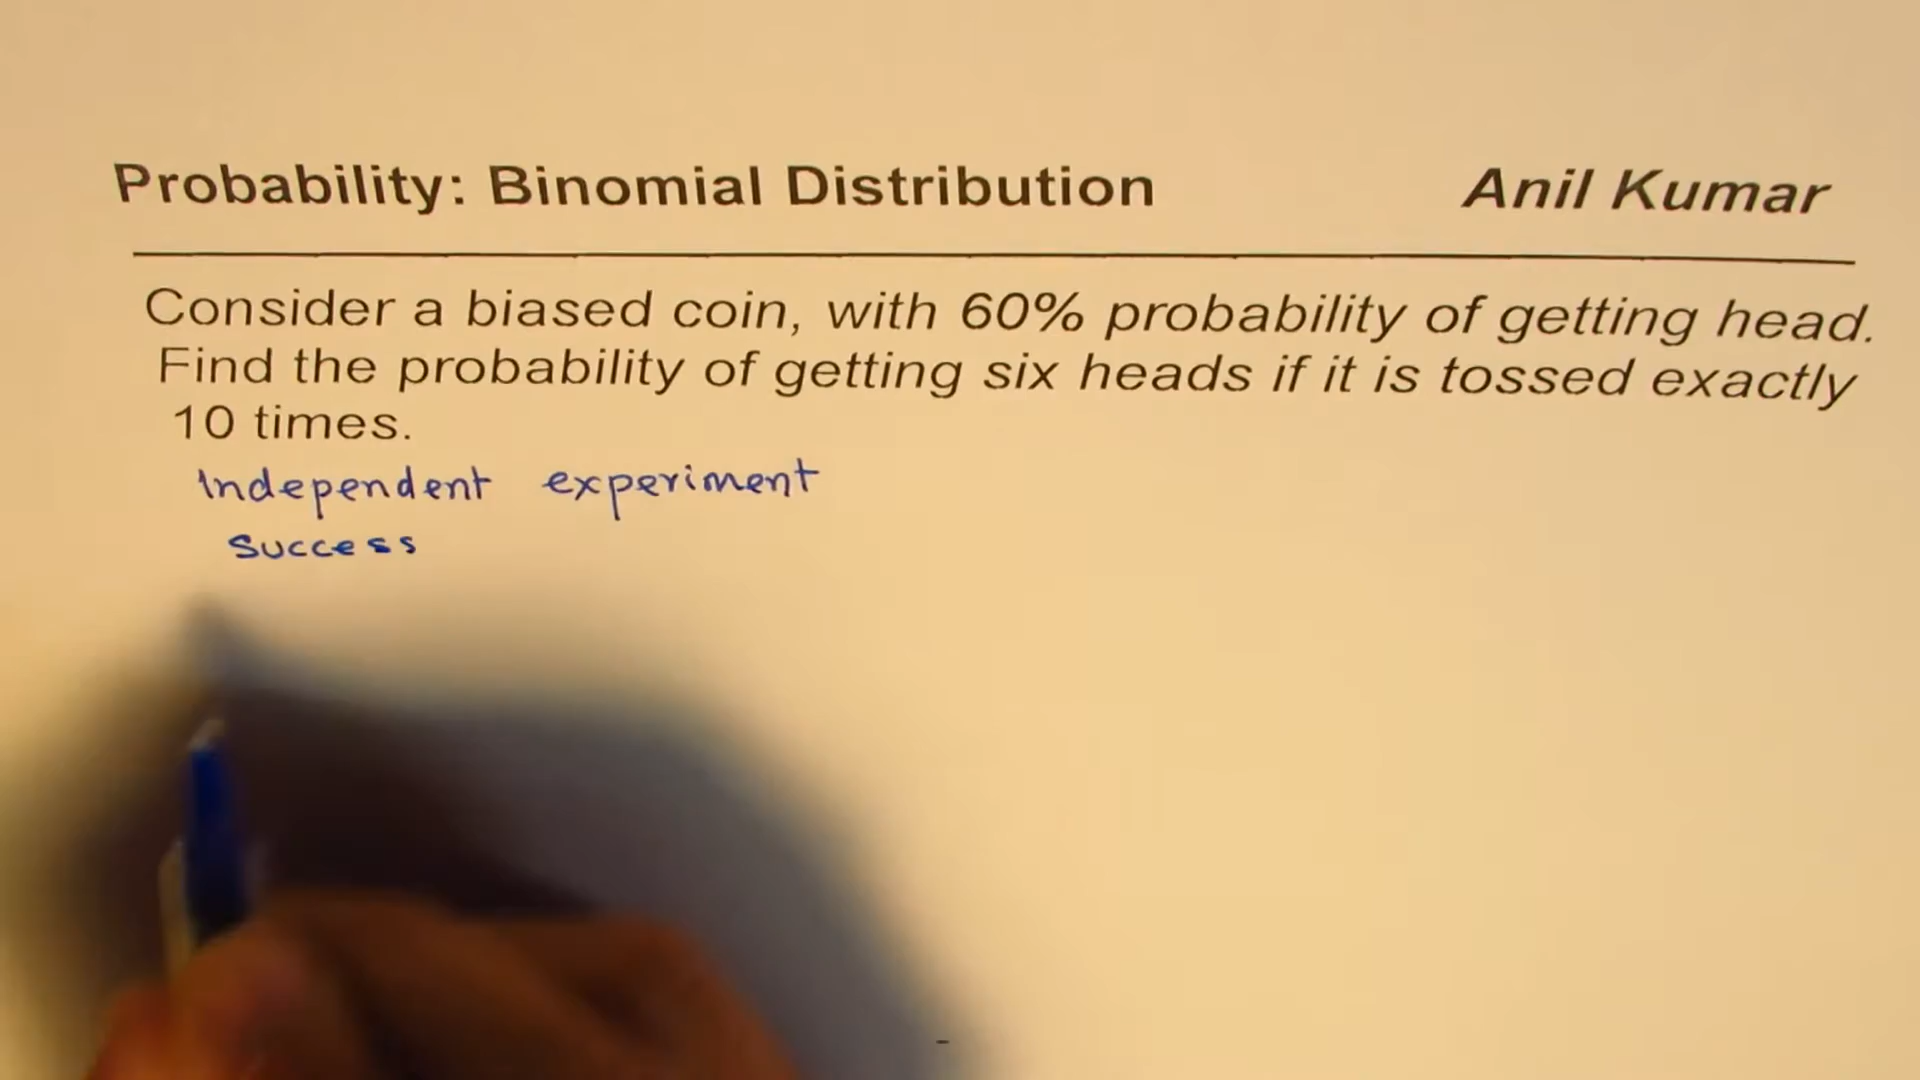 Probability: Binomial Distribution Anil Kumar
Consider a biased coin, with 60% probability of getting head.
Find the probability of getting six heads if it is tossed exactly
10 times.
Independent experiment
Success